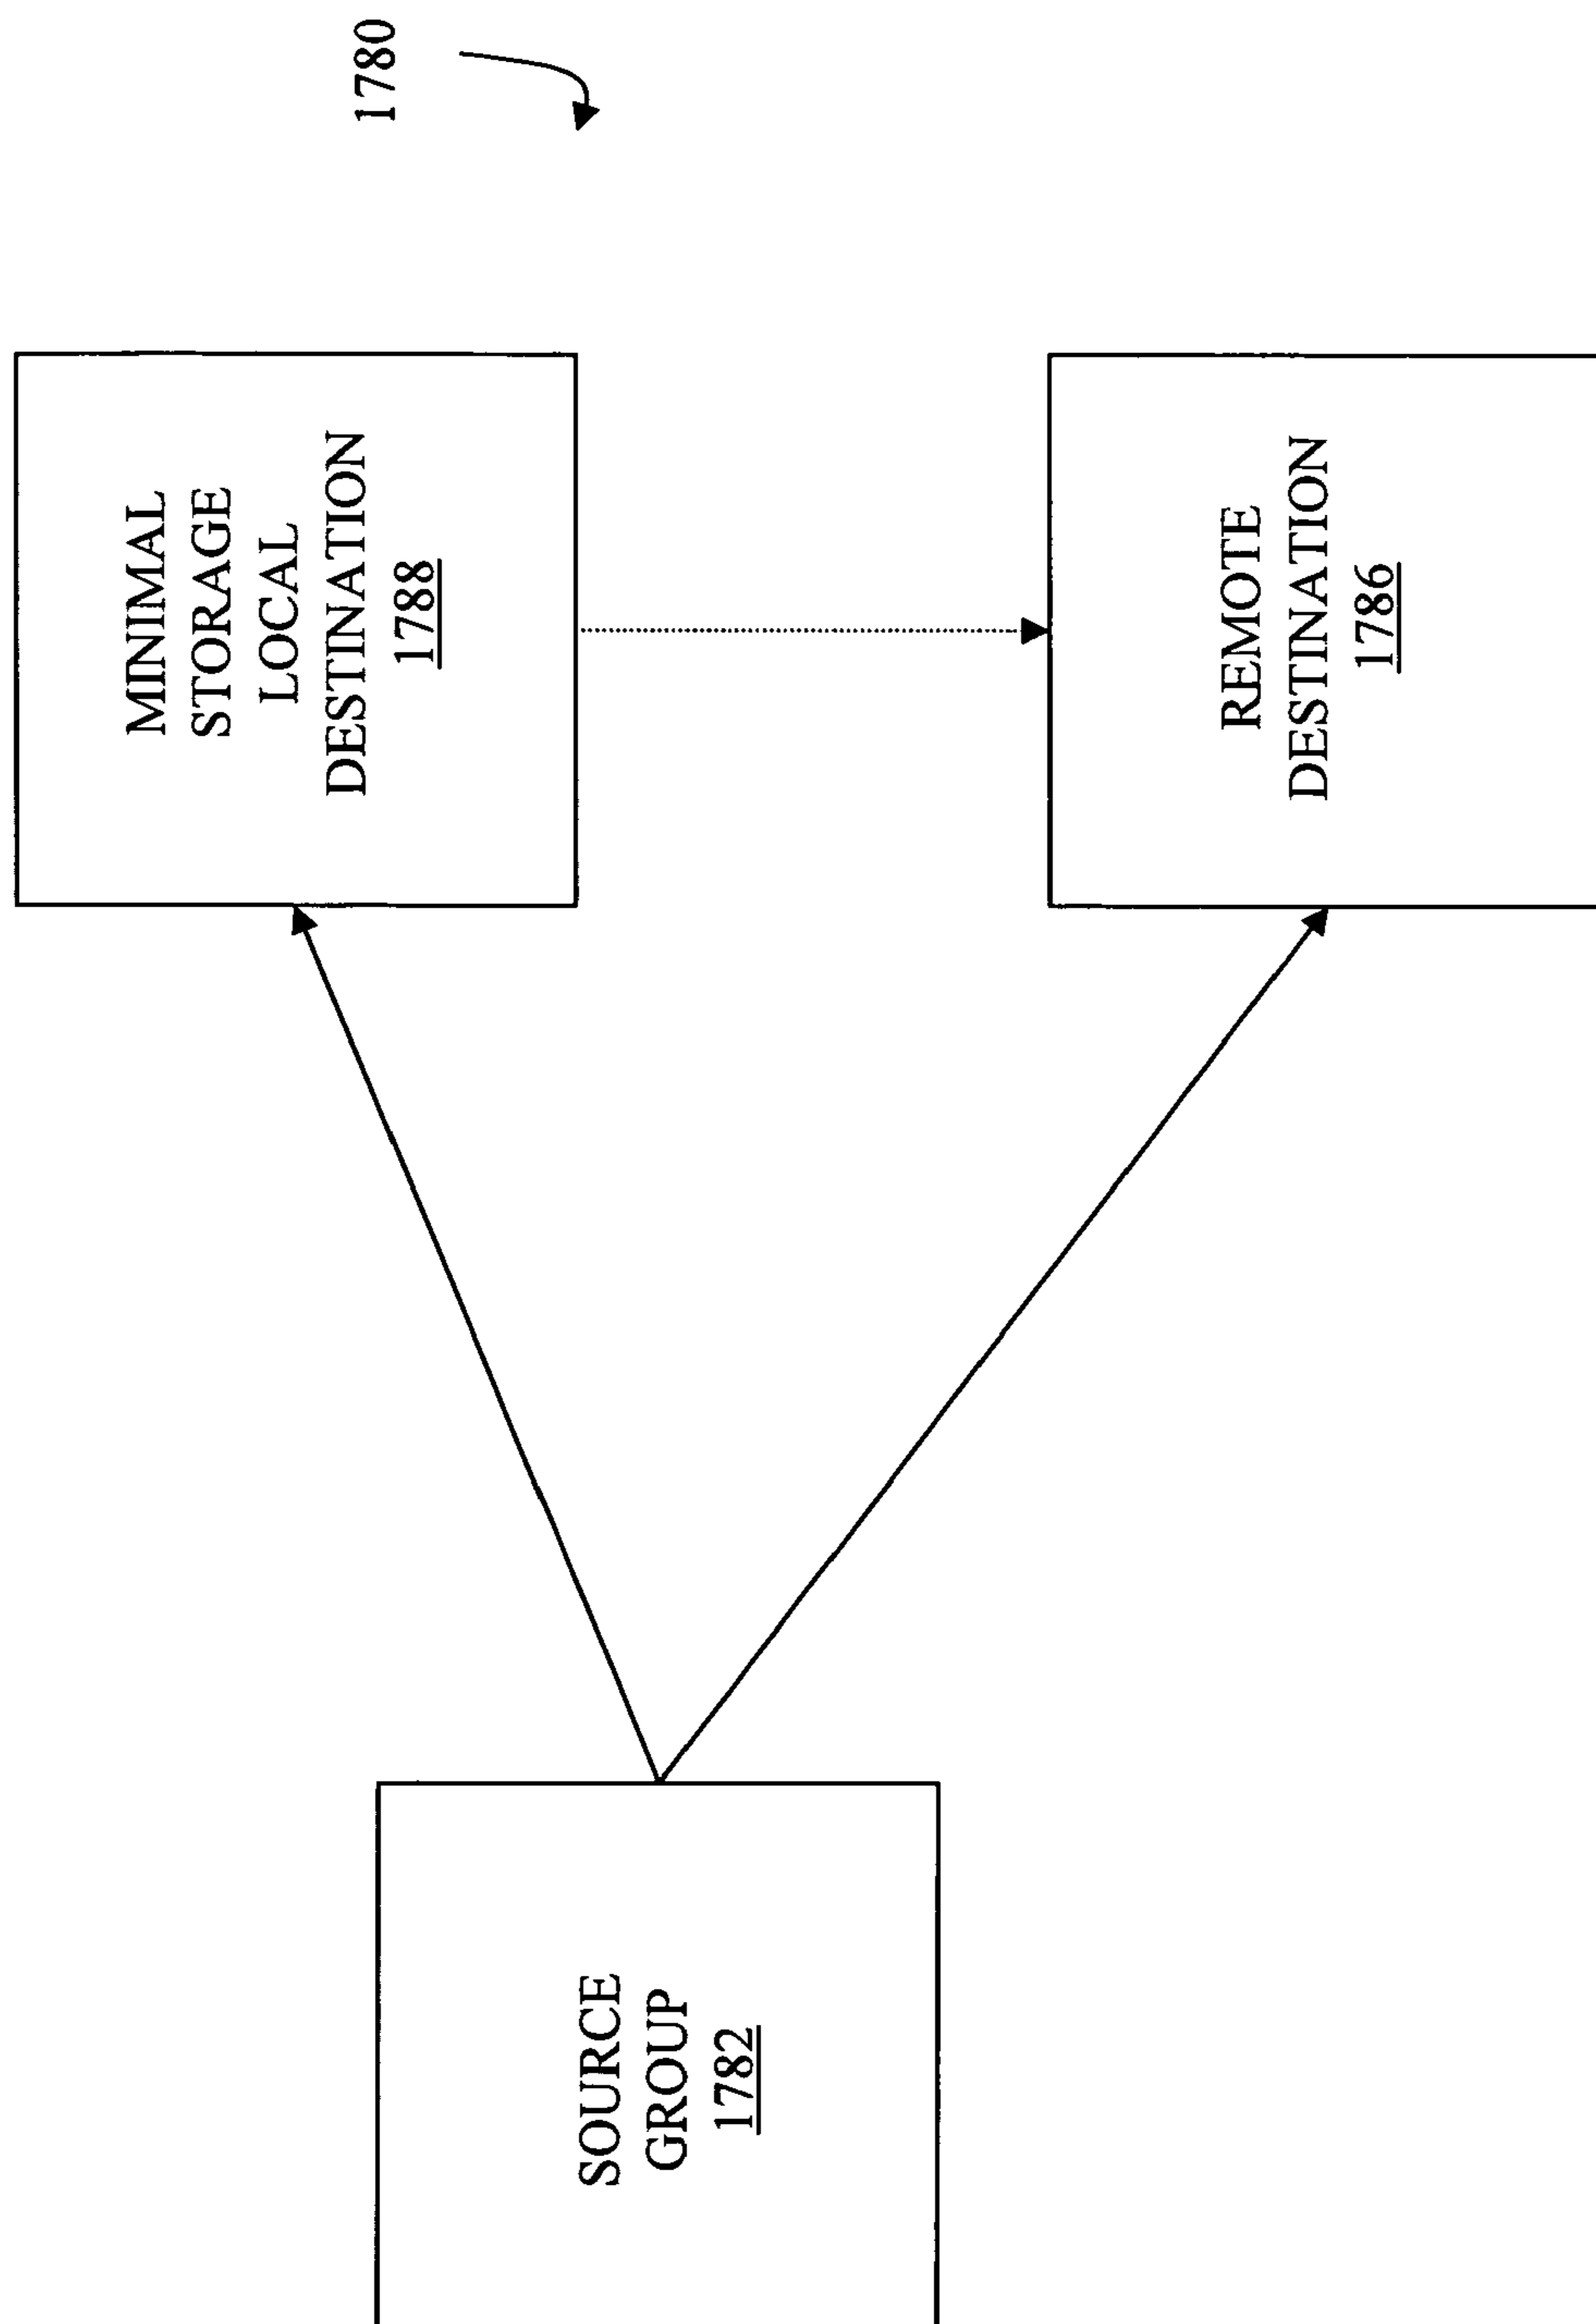 1780
MINIMAL
STORAGE
LOCAL
DESTINATION
1788
SOURCE
GROUP
1782
REMOTE
DESTINATION
1786